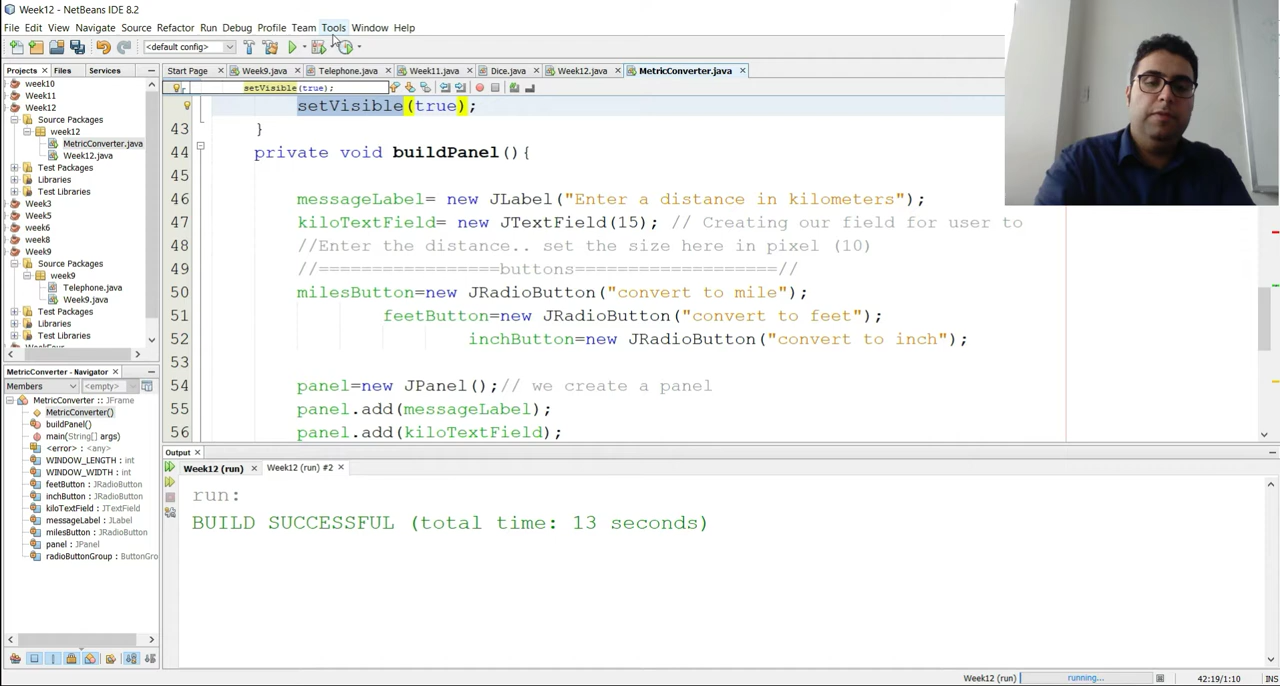 Week12 - NetBeans IDE 8.2
File Edit View Navigate Source Refactor Run Debug Profile Team Tools Window Help
<default config>
Projects Files Services
Start Page Week9.java Telephone.java Week11.java Dice.java Week12.java MetricConverter.java
week10
Week11
Week12
Source Packages
week12
MetricConverter.java
Week12.java
Test Packages
Libraries
Test Libraries
Week3
Week5
week6
week8
Week9
Source Packages
week9
Telephone.java
Week9.java
Test Packages
Libraries
Test Libraries
setVisible(true);
setVisible(true);
43 }
44 private void buildPanel(){
46 messageLabel= new JLabel("Enter a distance in kilometers");
47 kiloTextField= new JTextField(15); // Creating our field for user to
48 //Enter the distance.. set the size here in pixel (10)
49 //=================buttons===================//
50 milesButton=new JRadioButton("convert to mile");
51 feetButton=new JRadioButton("convert to feet");
52 inchButton=new JRadioButton("convert to inch");
53
54 panel=new JPanel();// we create a panel
55 panel.add(messageLabel);
56 panel.add(kiloTextField);
MetricConverter - Navigator
Members <empty>
MetricConverter :: JFrame
MetricConverter()
buildPanel()
main(String[] args)
<error> : <any>
WINDOW_LENGTH : int
WINDOW_WIDTH : int
feetButton : JRadioButton
inchButton : JRadioButton
kiloTextField : JTextField
messageLabel : JLabel
milesButton : JRadioButton
panel : JPanel
radioButtonGroup : ButtonGro
Output
Week12 (run) Week12 (run) #2
run:
BUILD SUCCESSFUL (total time: 13 seconds)
Week12 (run) running... 42:19/1:10 INS